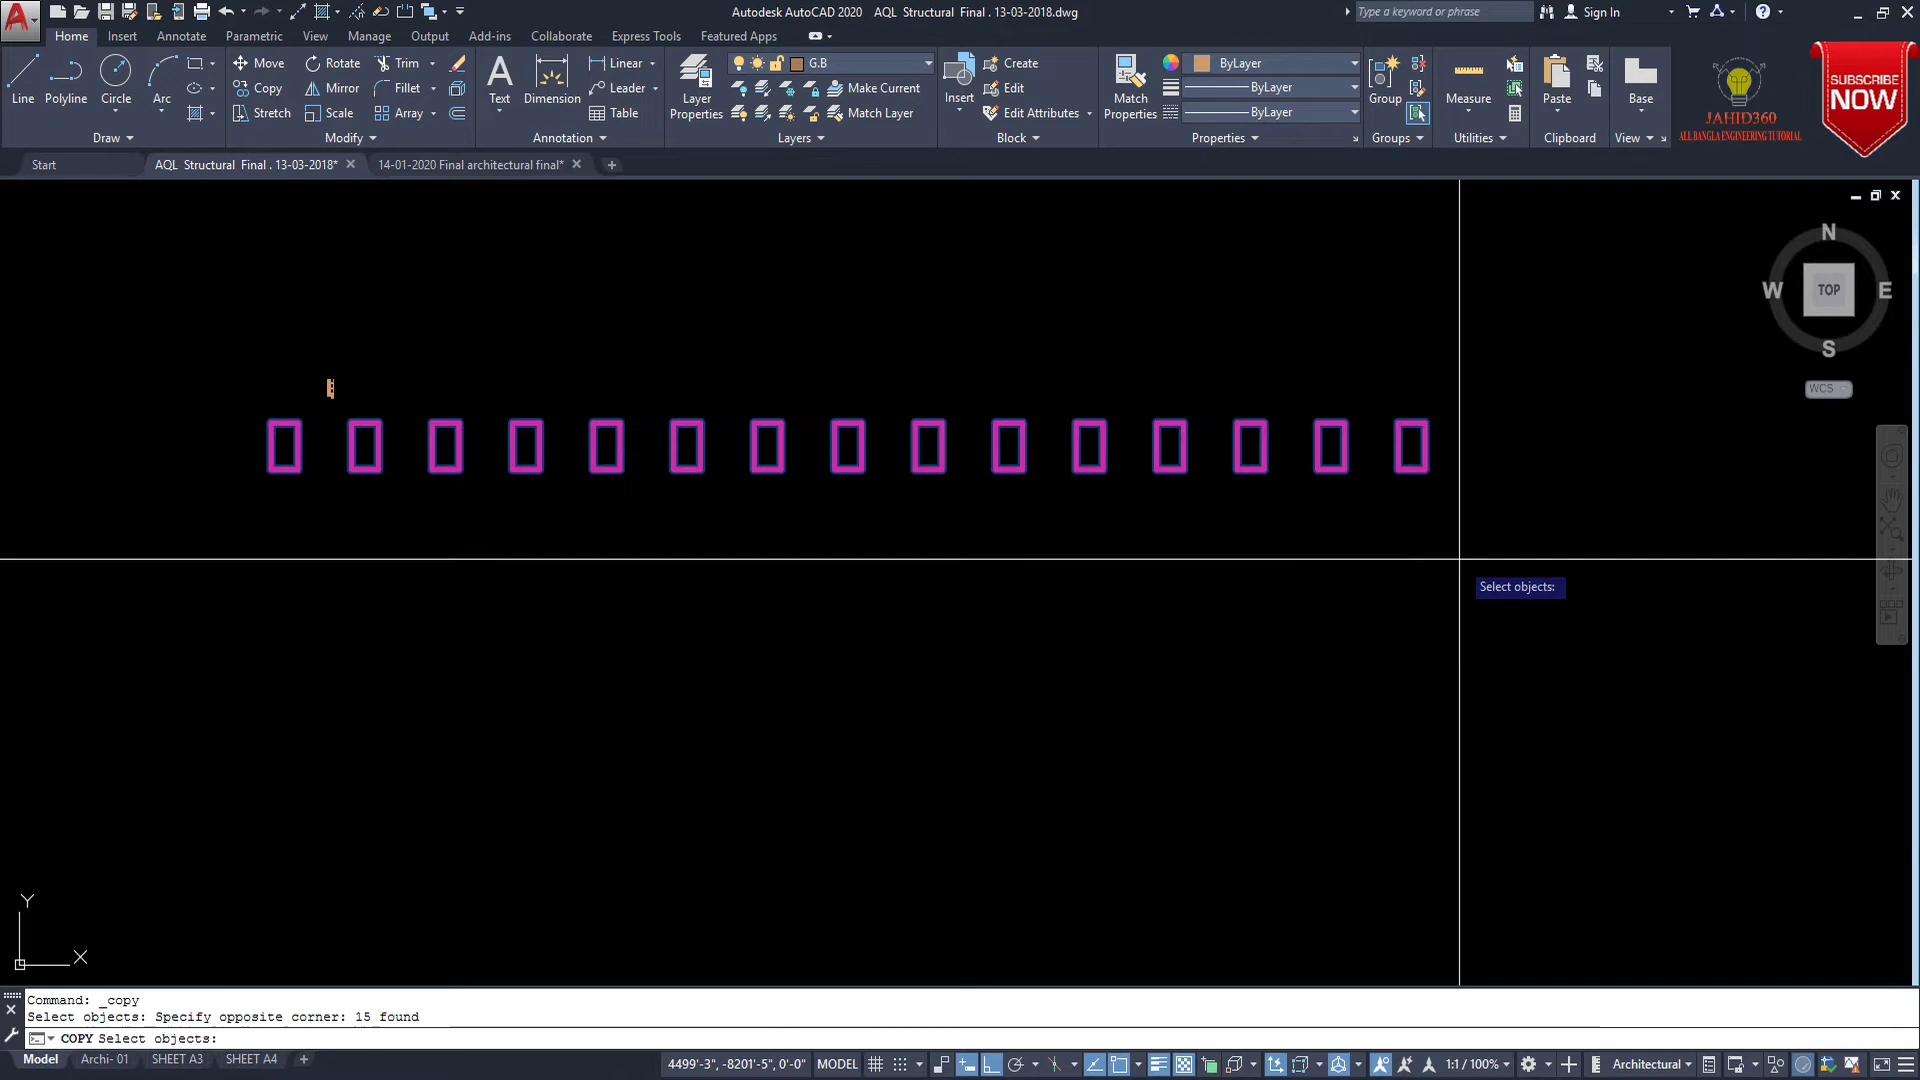 Autodesk AutoCAD 2020 AQL Structural Final . 13-03-2018.dwg
Type a keyword or phrase
Sign In
Home Insert Annotate Parametric View Manage Output Add-ins Collaborate Express Tools Featured Apps
Line Polyline Circle Arc
Move Rotate Trim
Copy Mirror Fillet
Stretch Scale Array
Text Dimension
Linear
Leader
Table
Layer Properties
G.B
Make Current
Match Layer
Insert
Create
Edit
Edit Attributes
Match Properties
ByLayer
ByLayer
ByLayer
Group
Measure
Paste
Base
Draw Modify Annotation Layers Block Properties Groups Utilities Clipboard View
JAHID360
ALL BANGLA ENGINEERING TUTORIAL
SUBSCRIBE
NOW
Start
AQL Structural Final . 13-03-2018*
14-01-2020 Final architectural final*
N
W TOP E
S
WCS
Select objects:
Y
X
Command: _copy
Select objects: Specify opposite corner: 15 found
COPY Select objects:
Model Archi- 01 SHEET A3 SHEET A4
4499'-3", -8201'-5", 0'-0" MODEL
1:1 / 100%
Architectural